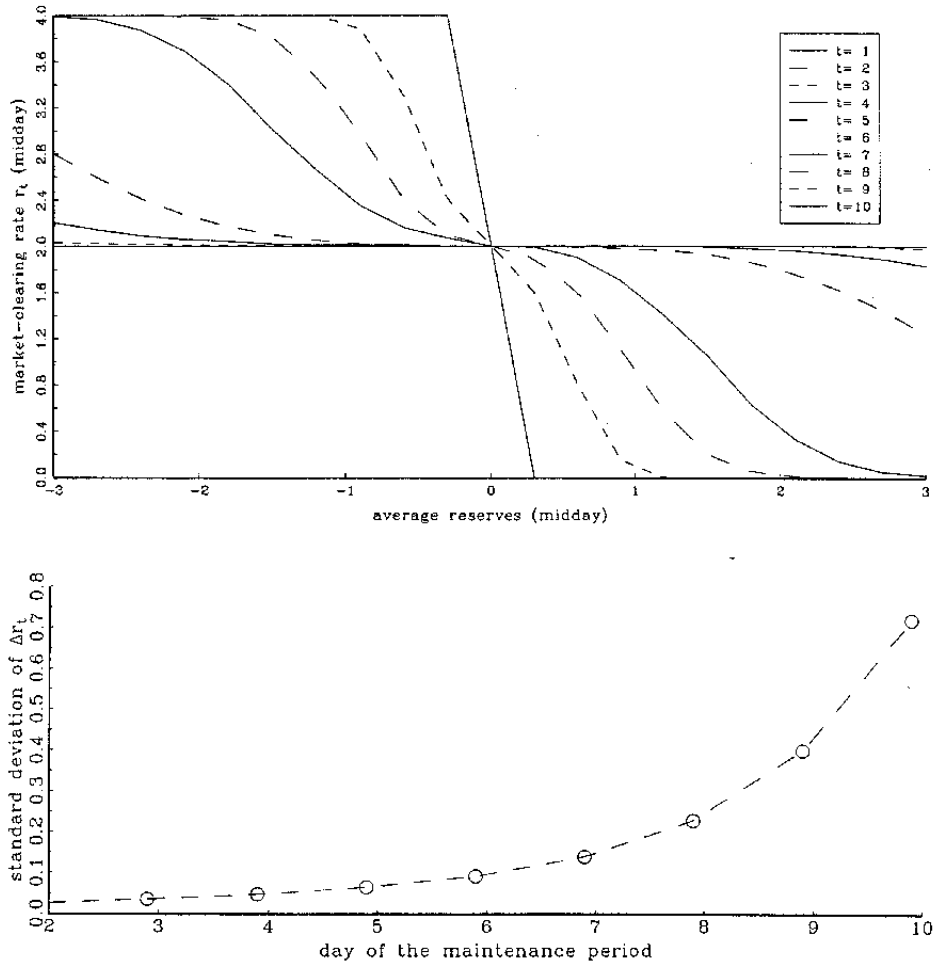 market-clearing rate r_t (midday)
4.0
3.6
3.2
2.8
2.4
2.0
1.6
1.2
0.8
0.4
0.0
-3
-2
-1
0
1
2
3
average reserves (midday)
t= 1
t= 2
t= 3
t= 4
t= 5
t= 6
t= 7
t= 8
t= 9
t=10
standard deviation of Δr_t
0.8
0.7
0.6
0.5
0.4
0.3
0.2
0.1
0.0
2
3
4
5
6
7
8
9
10
day of the maintenance period